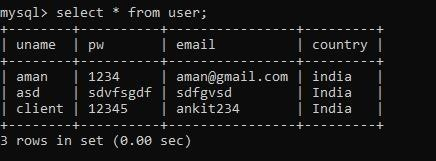 mysql> select * from user;
+--------+----------+----------------+---------+
| uname  | pw       | email          | country |
+--------+----------+----------------+---------+
| aman   | 1234     | aman@gmail.com | india   |
| asd    | sdvfsgdf | sdfgvsd        | India   |
| client | 12345    | ankit234       | India   |
+--------+----------+----------------+---------+
3 rows in set (0.00 sec)